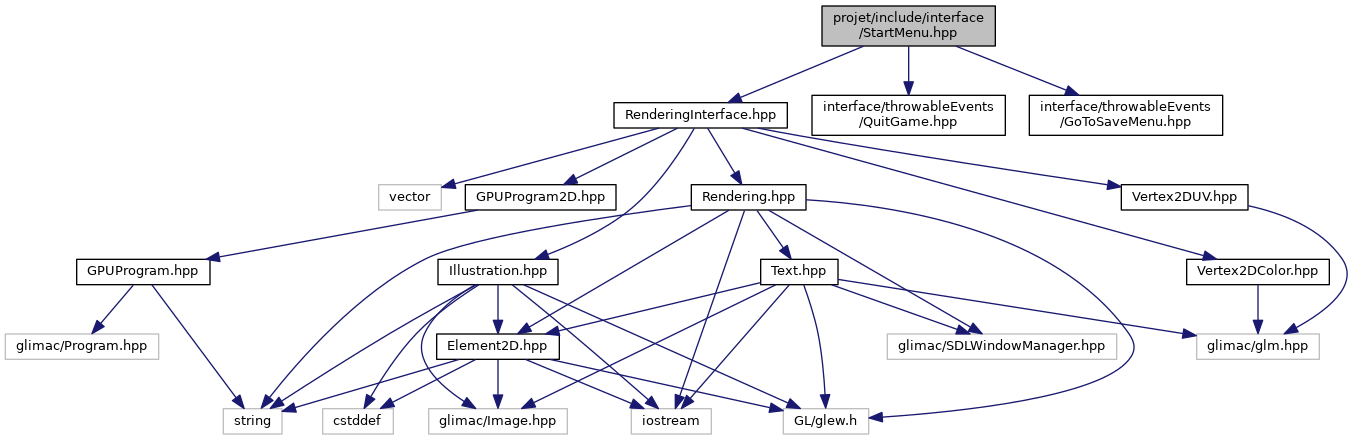 projet/include/interface
/StartMenu.hpp
RenderingInterface.hpp
interface/throwableEvents
/QuitGame.hpp
interface/throwableEvents
/GoToSaveMenu.hpp
vector
GPUProgram2D.hpp
Rendering.hpp
Vertex2DUV.hpp
GPUProgram.hpp
Illustration.hpp
Text.hpp
Vertex2DColor.hpp
glimac/Program.hpp
Element2D.hpp
glimac/SDLWindowManager.hpp
glimac/glm.hpp
string
cstddef
glimac/Image.hpp
iostream
GL/glew.h